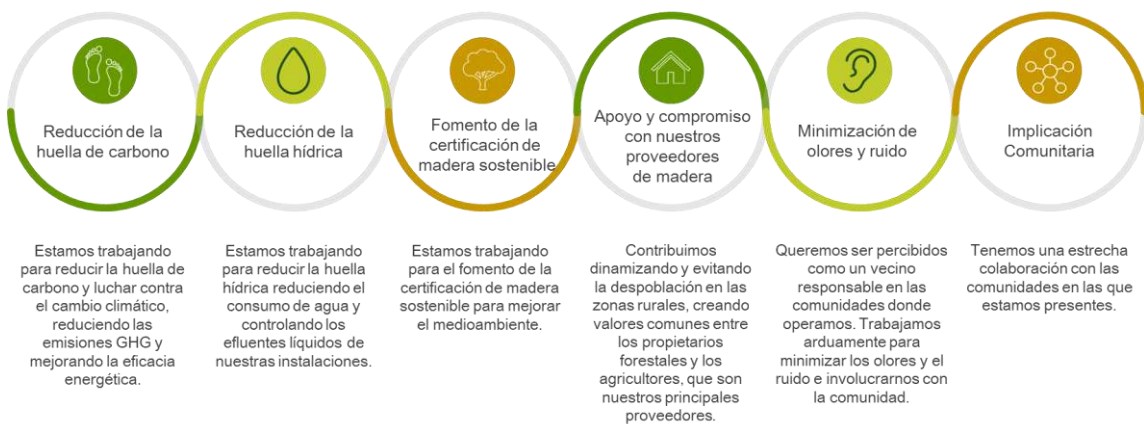 Reducción de la
huella de carbono
Reducción de la
huella hídrica
Fomento de la
certificación de
madera sostenible
Apoyo y compromiso
con nuestros
proveedores
de madera
Minimización de
olores y ruido
Implicación
Comunitaria
Estamos trabajando
para reducir la huella de
carbono y luchar contra
el cambio climático,
reduciendo las
emisiones GHG y
mejorando la eficacia
energética.
Estamos trabajando
para reducir la huella
hídrica reduciendo el
consumo de agua y
controlando los
efluentes líquidos de
nuestras instalaciones.
Estamos trabajando
para el fomento de la
certificación de madera
sostenible para mejorar
el medioambiente.
Contribuimos
dinamizando y evitando
la despoblación en las
zonas rurales, creando
valores comunes entre
los propietarios
forestales y los
agricultores, que son
nuestros principales
proveedores.
Queremos ser percibidos
como un vecino
responsable en las
comunidades donde
operamos. Trabajamos
arduamente para
minimizar los olores y el
ruido e involucrarnos con
la comunidad.
Tenemos una estrecha
colaboración con las
comunidades en las que
estamos presentes.